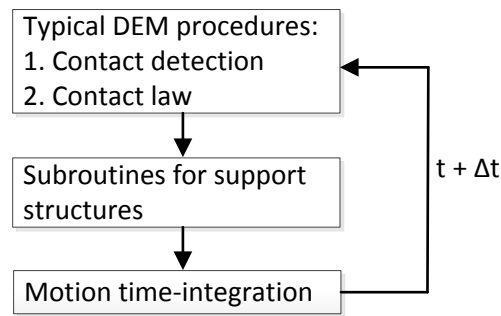 Typical DEM procedures:
1. Contact detection
2. Contact law
Subroutines for support
structures
Motion time-integration
t + Δt